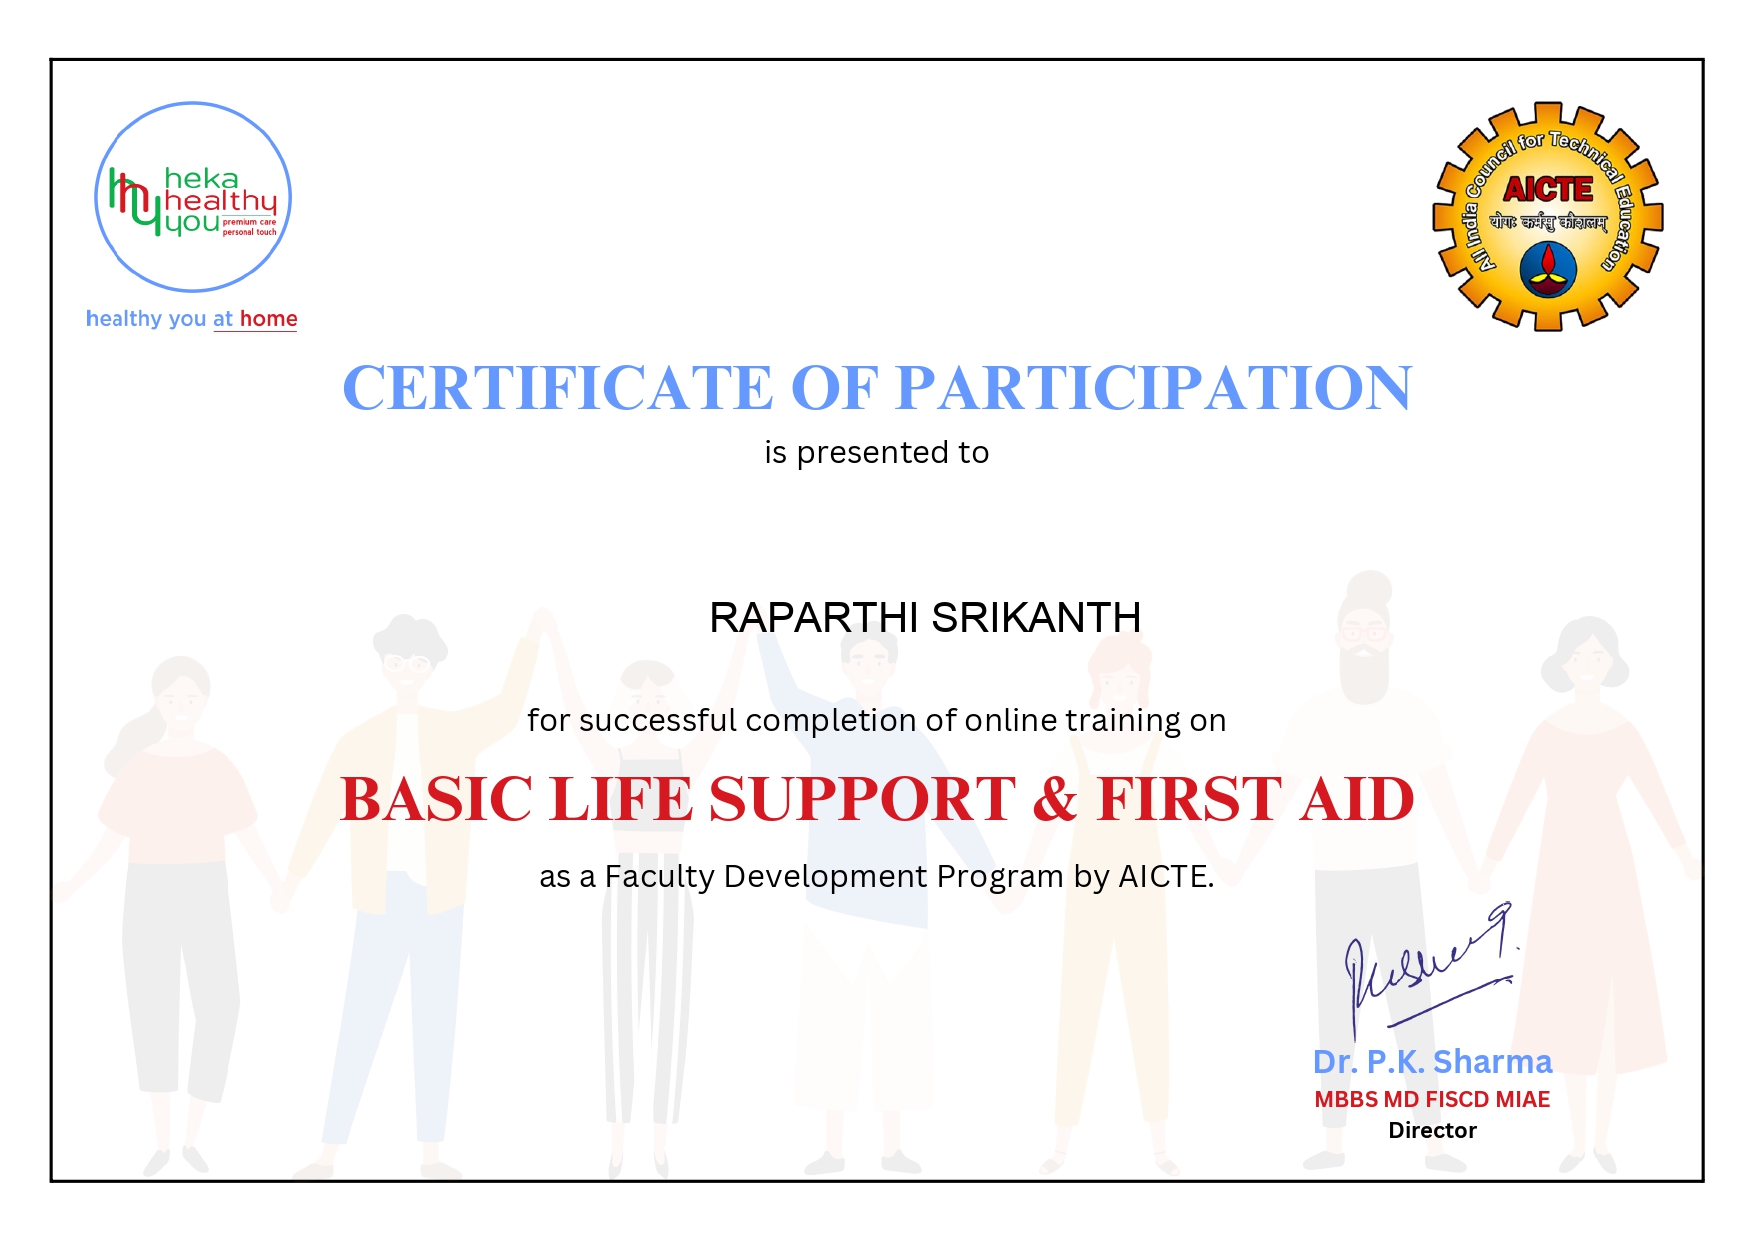 heka
healthy
you premium care
personal touch
healthy you at home
All India Council for Technical Education
AICTE
योगः कर्मसु कौशलम्
CERTIFICATE OF PARTICIPATION
is presented to
RAPARTHI SRIKANTH
for successful completion of online training on
BASIC LIFE SUPPORT & FIRST AID
as a Faculty Development Program by AICTE.
Dr. P.K. Sharma
MBBS MD FISCD MIAE
Director